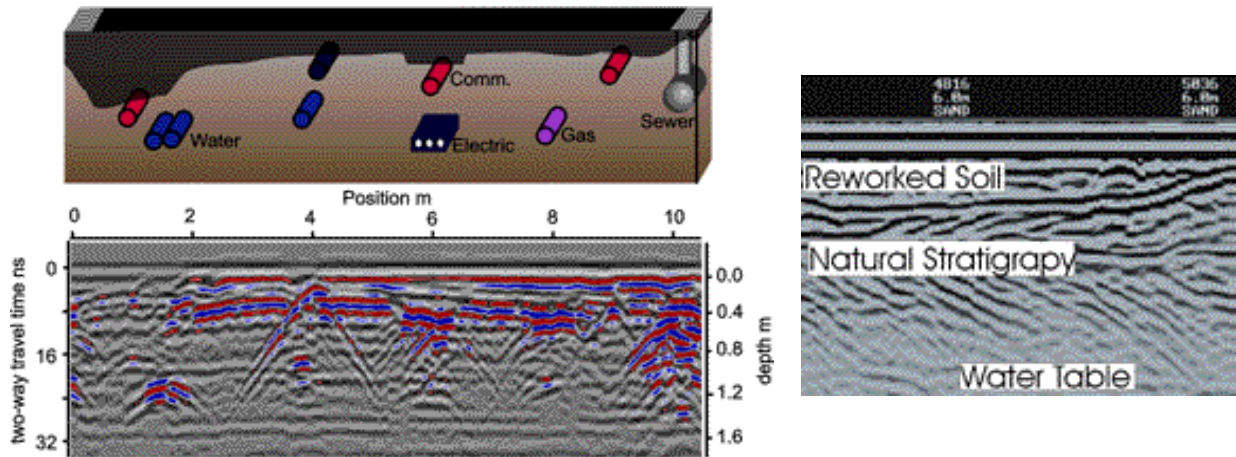 Comm.
Water
Electric
Gas
Sewer
Position m
0 2 4 6 8 10
two-way travel time ns
0
16
32
depth m
0.0
0.4
0.8
1.2
1.6
4816 5036
6.0m 6.0m
SAND SAND
Reworked Soil
Natural Stratigrapy
Water Table